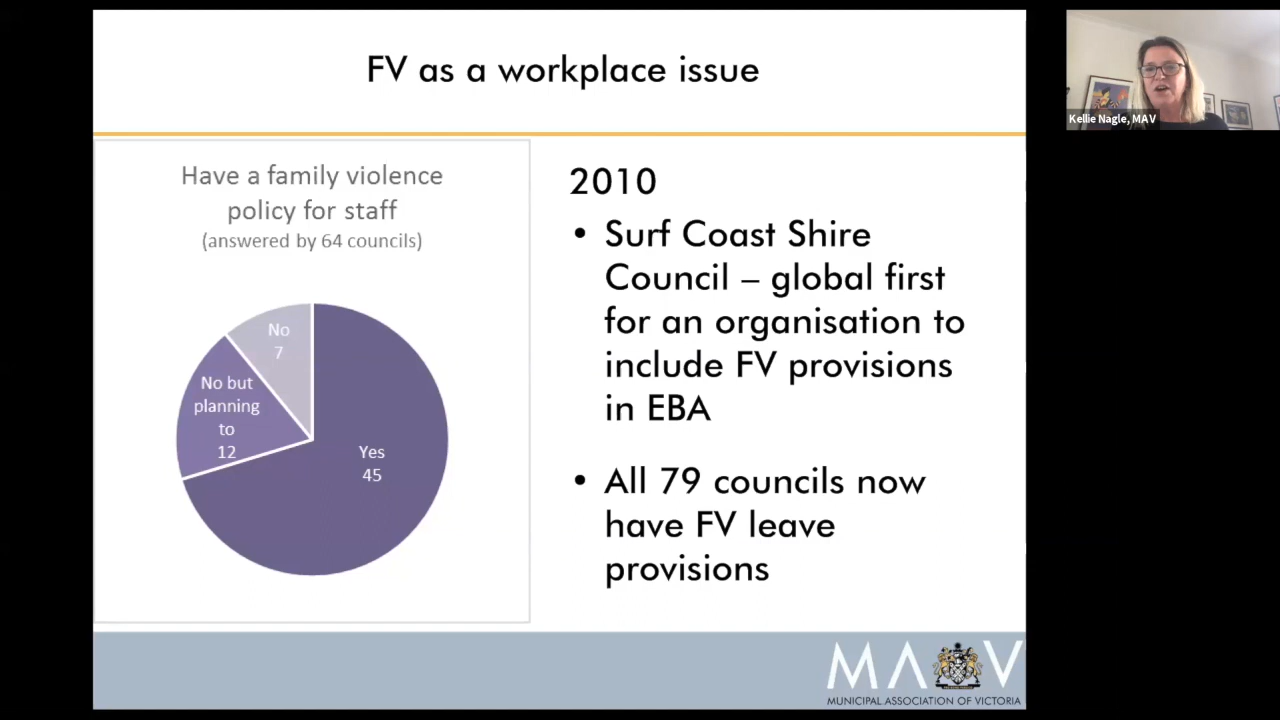 FV as a workplace issue
Have a family violence
policy for staff
(answered by 64 councils)
No
7
No but
planning
to
12
Yes
45
2010
• Surf Coast Shire
Council – global first
for an organisation to
include FV provisions
in EBA
• All 79 councils now
have FV leave
provisions
MAV
MUNICIPAL ASSOCIATION OF VICTORIA
Kellie Nagle, MAV